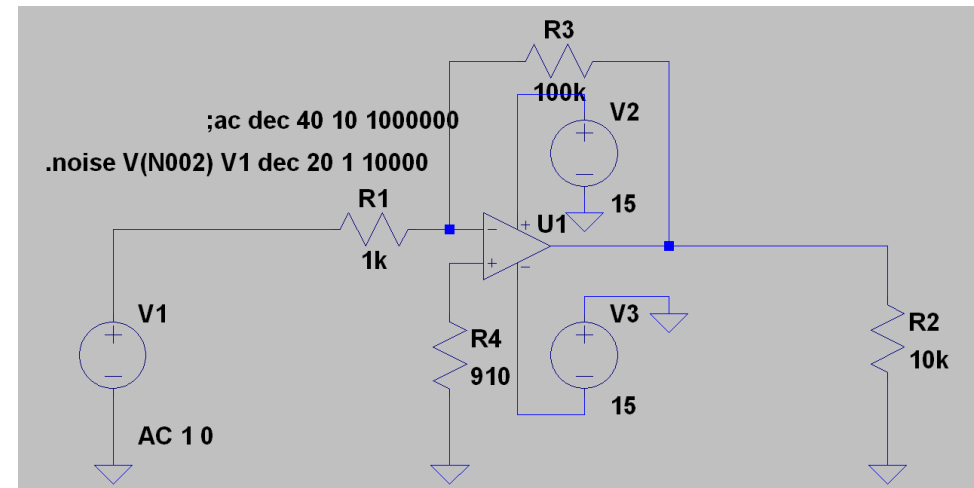 R3
100k
V2
;ac dec 40 10 1000000
.noise V(N002) V1 dec 20 1 10000
R1
15
U1
1k
V1
V3
R2
R4
10k
910
15
AC 1 0